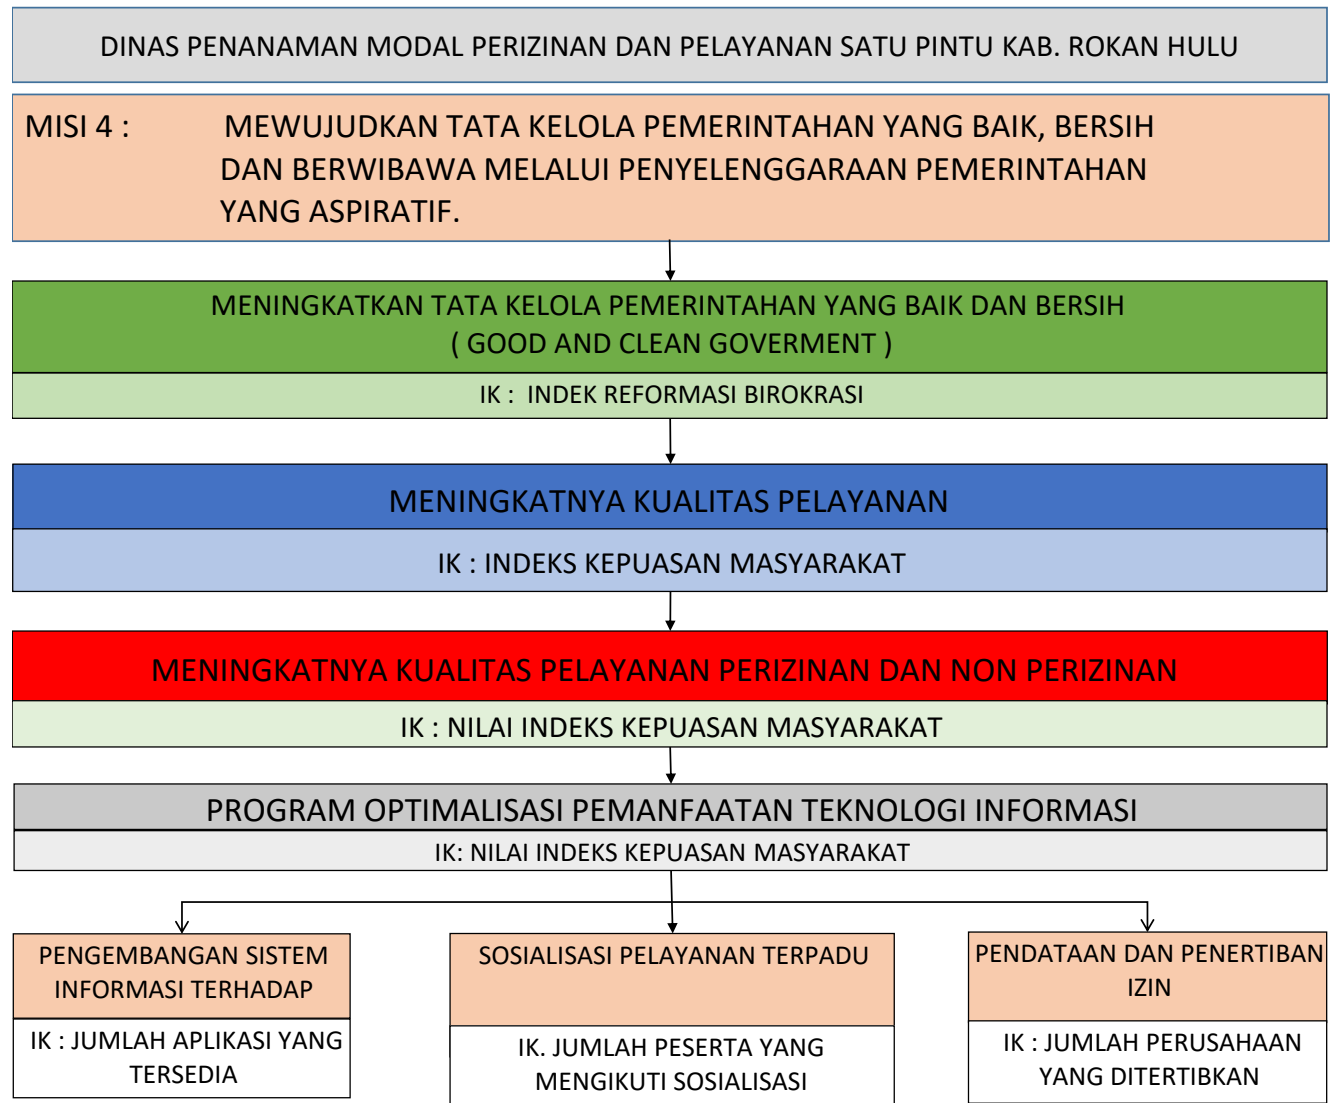 DINAS PENANAMAN MODAL PERIZINAN DAN PELAYANAN SATU PINTU KAB. ROKAN HULU
MISI 4 : MEWUJUDKAN TATA KELOLA PEMERINTAHAN YANG BAIK, BERSIH
DAN BERWIBAWA MELALUI PENYELENGGARAAN PEMERINTAHAN
YANG ASPIRATIF.
MENINGKATKAN TATA KELOLA PEMERINTAHAN YANG BAIK DAN BERSIH
( GOOD AND CLEAN GOVERMENT )
IK : INDEK REFORMASI BIROKRASI
MENINGKATNYA KUALITAS PELAYANAN
IK : INDEKS KEPUASAN MASYARAKAT
MENINGKATNYA KUALITAS PELAYANAN PERIZINAN DAN NON PERIZINAN
IK : NILAI INDEKS KEPUASAN MASYARAKAT
PROGRAM OPTIMALISASI PEMANFAATAN TEKNOLOGI INFORMASI
IK: NILAI INDEKS KEPUASAN MASYARAKAT
PENGEMBANGAN SISTEM
INFORMASI TERHADAP
IK : JUMLAH APLIKASI YANG
TERSEDIA
SOSIALISASI PELAYANAN TERPADU
IK. JUMLAH PESERTA YANG
MENGIKUTI SOSIALISASI
PENDATAAN DAN PENERTIBAN
IZIN
IK : JUMLAH PERUSAHAAN
YANG DITERTIBKAN